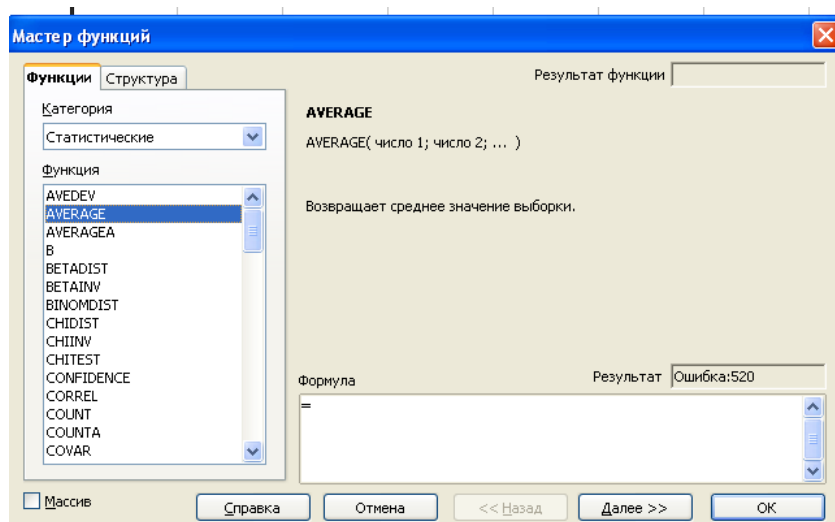 Мастер функций
Функции
Структура
Результат функции
Категория
Статистические
Функция
AVEDEV
AVERAGE
AVERAGEA
B
BETADIST
BETAINV
BINOMDIST
CHIDIST
CHIINV
CHITEST
CONFIDENCE
CORREL
COUNT
COUNTA
COVAR
AVERAGE
AVERAGE( число 1; число 2; ... )
Возвращает среднее значение выборки.
Формула
Результат Ошибка:520
=
Массив
Справка
Отмена
<< Назад
Далее >>
OK